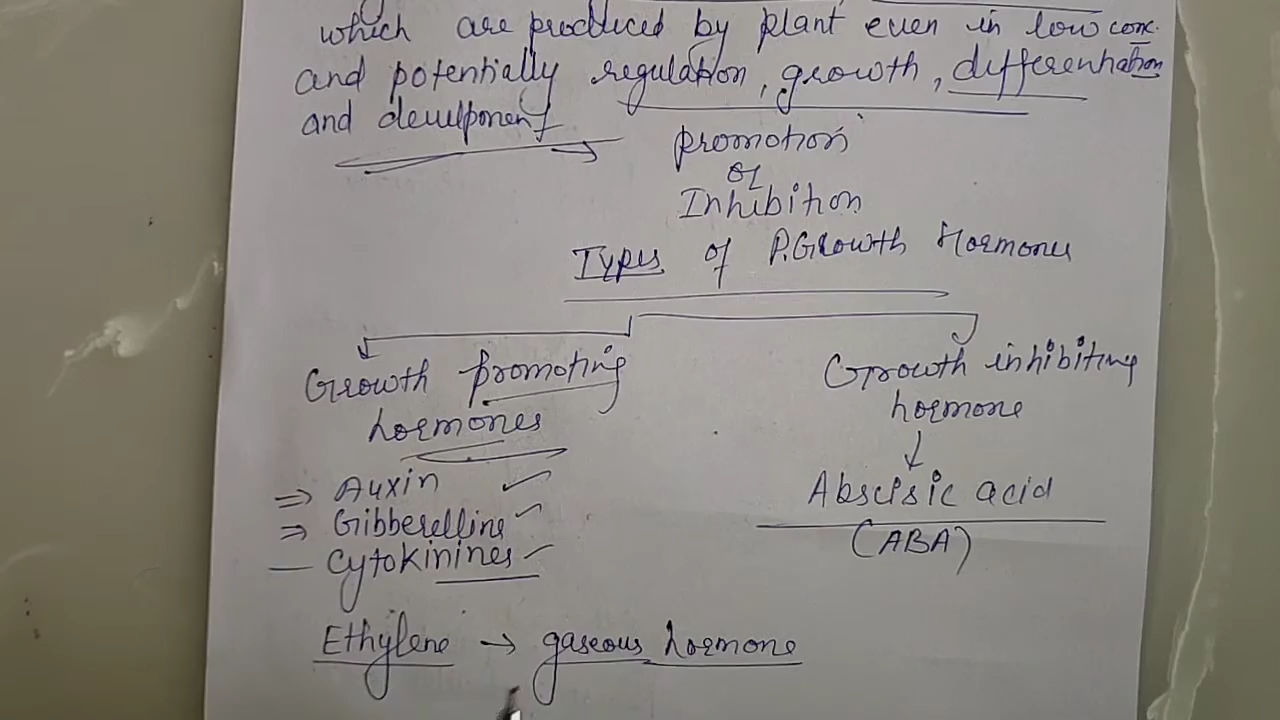 which are produced by plant even in low conc.
and potentially regulation, growth, differentiation
and development →
promotion
or
Inhibition
Types of P.Growth Hormones
Growth promoting
hormones
Growth inhibiting
hormone
↓
⇒ Auxin ✓
⇒ Gibberelline ✓
— Cytokinines ✓
Abscisic acid
(ABA)
Ethylene → gaseous hormone